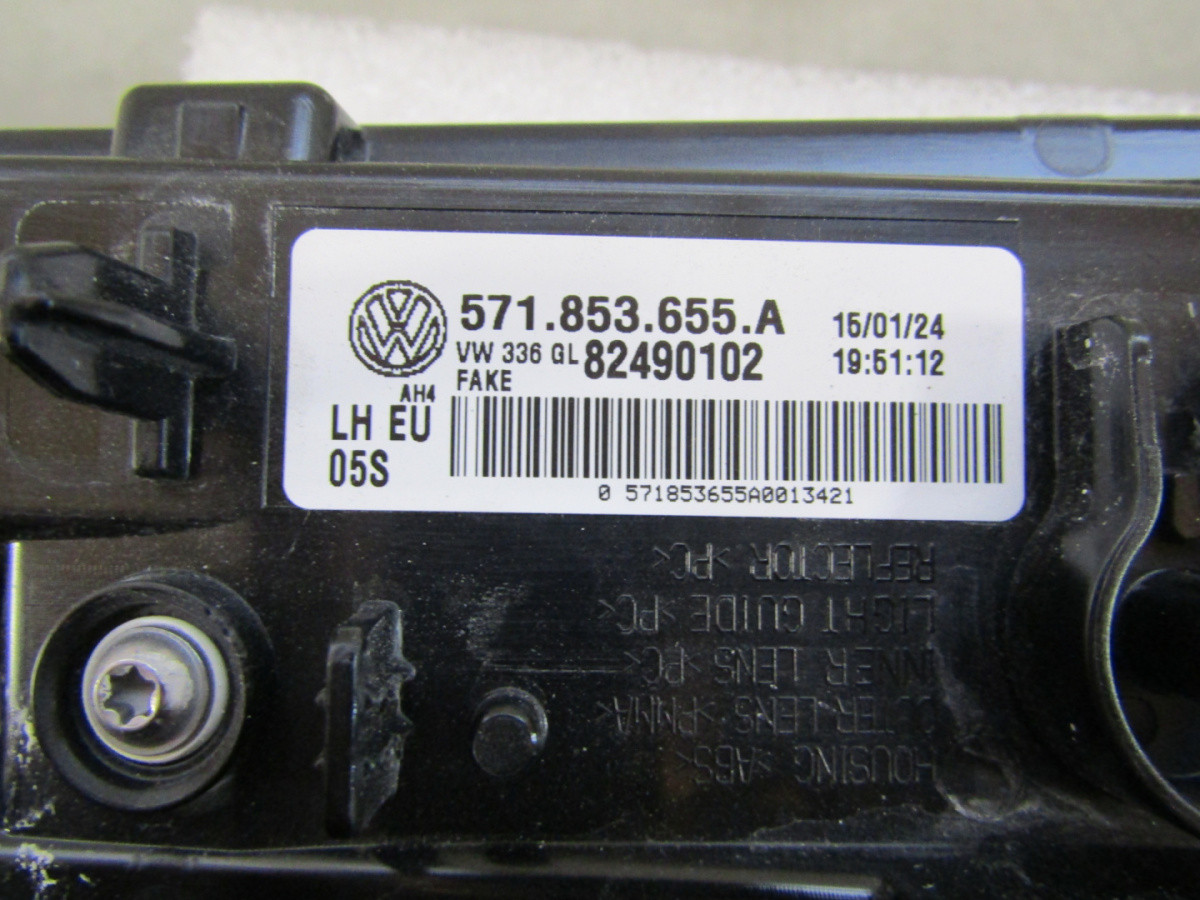 571.853.655.A
15/01/24
VW 336 GL 82490102
19:51:12
FAKE
AH4
LH EU
05S
0 571853655A0013421
REFLECTOR >PC<
LIGHT GUIDE >PC<
INNER LENS >PC<
OUTER LENS >PMMA<
HOUSING >ABS<